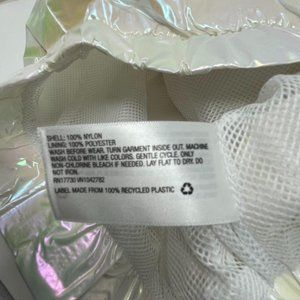 SHELL: 100% NYLON
LINING: 100% POLYESTER
WASH BEFORE WEAR. TURN GARMENT INSIDE OUT. MACHINE
WASH COLD WITH LIKE COLORS. GENTLE CYCLE. ONLY
NON-CHLORINE BLEACH IF NEEDED. LAY FLAT TO DRY. DO
NOT IRON.
RN17730 VN1042782
LABEL MADE FROM 100% RECYCLED PLASTIC